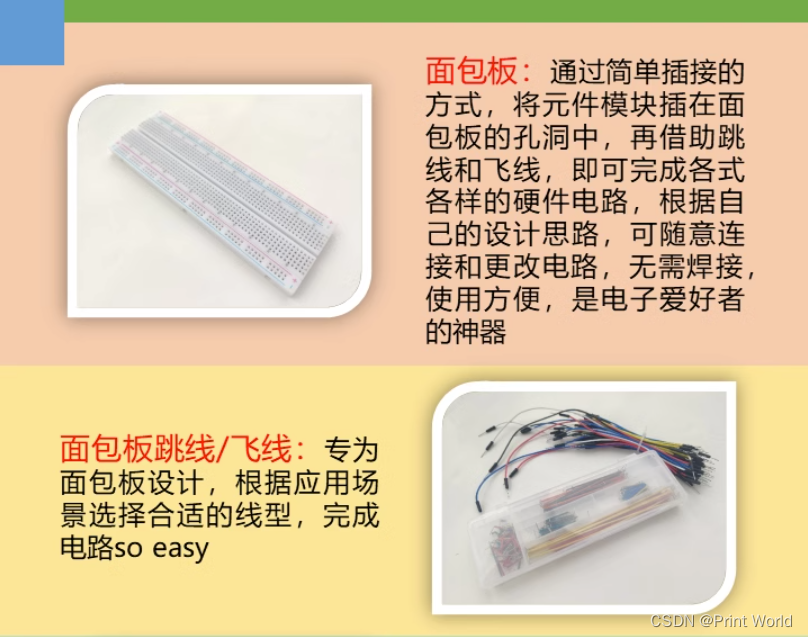 面包板：通过简单插接的
方式，将元件模块插在面
包板的孔洞中，再借助跳
线和飞线，即可完成各式
各样的硬件电路，根据自
己的设计思路，可随意连
接和更改电路，无需焊接，
使用方便，是电子爱好者
的神器
面包板跳线/飞线：专为
面包板设计，根据应用场
景选择合适的线型，完成
电路so easy
CSDN @Print World